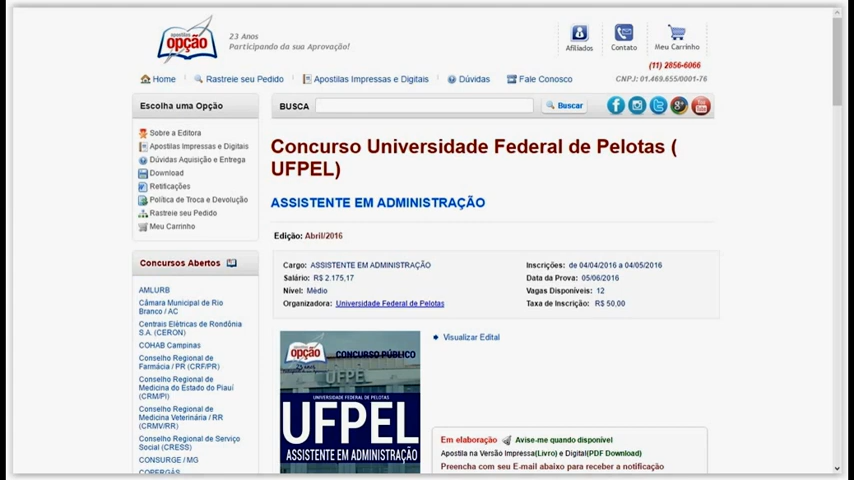 apostilas
opção
23 Anos
Participando da sua Aprovação!
Afiliados
Contato
Meu Carrinho
(11) 2856-6066
CNPJ: 01.469.655/0001-76
Home
Rastreie seu Pedido
Apostilas Impressas e Digitais
Dúvidas
Fale Conosco
Escolha uma Opção
BUSCA
Buscar
Sobre a Editora
Apostilas Impressas e Digitais
Dúvidas Aquisição e Entrega
Download
Retificações
Política de Troca e Devolução
Rastreie seu Pedido
Meu Carrinho
Concursos Abertos
AMLURB
Câmara Municipal de Rio
Branco / AC
Centrais Elétricas de Rondônia
S.A. (CERON)
COHAB Campinas
Conselho Regional de
Farmácia / PR (CRF/PR)
Conselho Regional de
Medicina do Estado do Piauí
(CRM/PI)
Conselho Regional de
Medicina Veterinária / RR
(CRMV/RR)
Conselho Regional de Serviço
Social (CRESS)
CONSURGE / MG
COPERGÁS
Concurso Universidade Federal de Pelotas (
UFPEL)
ASSISTENTE EM ADMINISTRAÇÃO
Edição: Abril/2016
Cargo: ASSISTENTE EM ADMINISTRAÇÃO
Salário: R$ 2.175,17
Nível: Médio
Organizadora: Universidade Federal de Pelotas
Inscrições: de 04/04/2016 a 04/05/2016
Data da Prova: 05/06/2016
Vagas Disponíveis: 12
Taxa de Inscrição: R$ 50,00
opção
23 Anos
CONCURSO PÚBLICO
UFPEL
UNIVERSIDADE FEDERAL DE PELOTAS
UFPEL
ASSISTENTE EM ADMINISTRAÇÃO
Visualizar Edital
Em elaboração Avise-me quando disponível
Apostila na Versão Impressa(Livro) e Digital(PDF Download)
Preencha com seu E-mail abaixo para receber a notificação